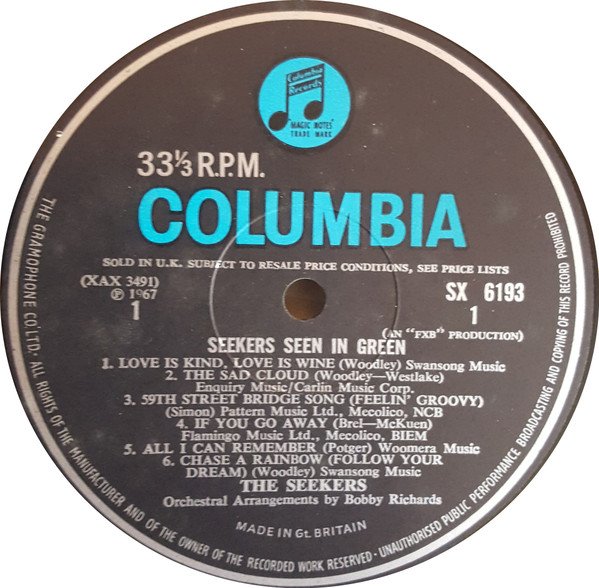 Columbia
Records
"MAGIC NOTES"
TRADE MARK
33⅓ R.P.M.
COLUMBIA
SOLD IN U.K. SUBJECT TO RESALE PRICE CONDITIONS, SEE PRICE LISTS
(XAX 3491)
℗ 1967
1
SX 6193
1
(AN "FXB" PRODUCTION)
SEEKERS SEEN IN GREEN
1. LOVE IS KIND, LOVE IS WINE (Woodley) Swansong Music
2. THE SAD CLOUD (Woodley—Westlake)
Enquiry Music/Carlin Music Corp.
3. 59TH STREET BRIDGE SONG (FEELIN' GROOVY)
(Simon) Pattern Music Ltd., Mecolico, NCB
4. IF YOU GO AWAY (Brel—McKuen)
Flamingo Music Ltd., Mecolico, BIEM
5. ALL I CAN REMEMBER (Potger) Woomera Music
6. CHASE A RAINBOW (FOLLOW YOUR
DREAM) (Woodley) Swansong Music
THE SEEKERS
Orchestral Arrangements by Bobby Richards
MADE IN Gt. BRITAIN
THE GRAMOPHONE CO. LTD. · ALL RIGHTS OF THE MANUFACTURER AND OF THE OWNER OF THE RECORDED WORK RESERVED · UNAUTHORISED PUBLIC PERFORMANCE BROADCASTING AND COPYING OF THIS RECORD PROHIBITED